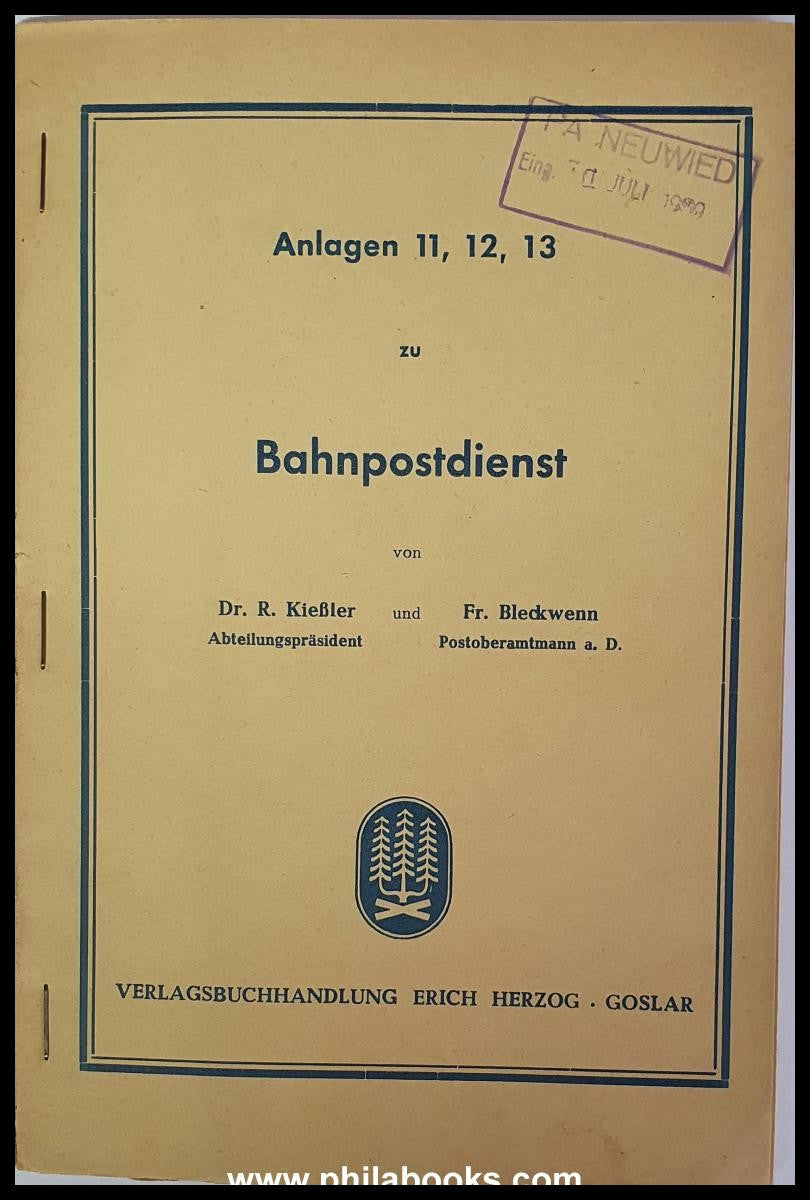 PA NEUWIED
Eing. JULI
Anlagen 11, 12, 13
zu
Bahnpostdienst
von
Dr. R. Kießler und Fr. Bleckwenn
Abteilungspräsident Postoberamtmann a. D.
VERLAGSBUCHHANDLUNG ERICH HERZOG · GOSLAR
www.philabooks.com